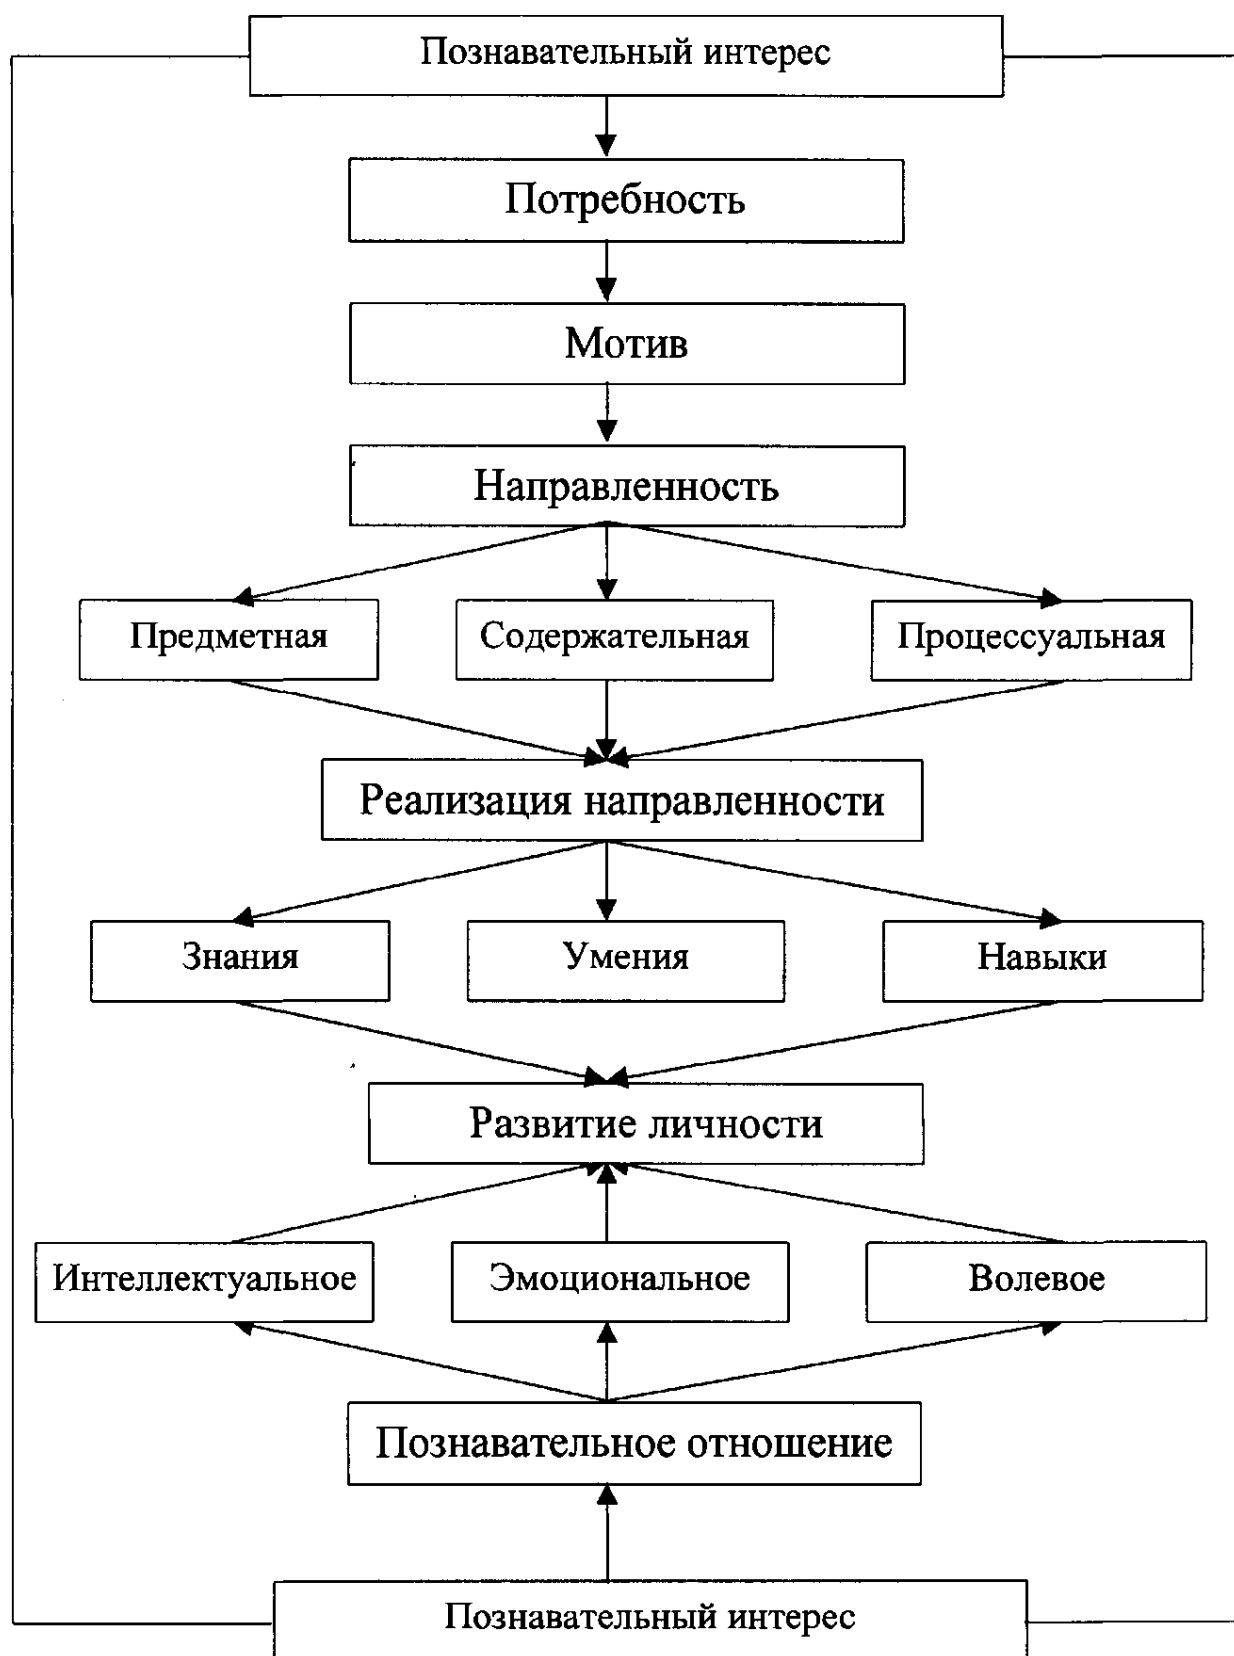 Познавательный интерес
Потребность
Мотив
Направленность
Предметная
Содержательная
Процессуальная
Реализация направленности
Знания
Умения
Навыки
Развитие личности
Интеллектуальное
Эмоциональное
Волевое
Познавательное отношение
Познавательный интерес